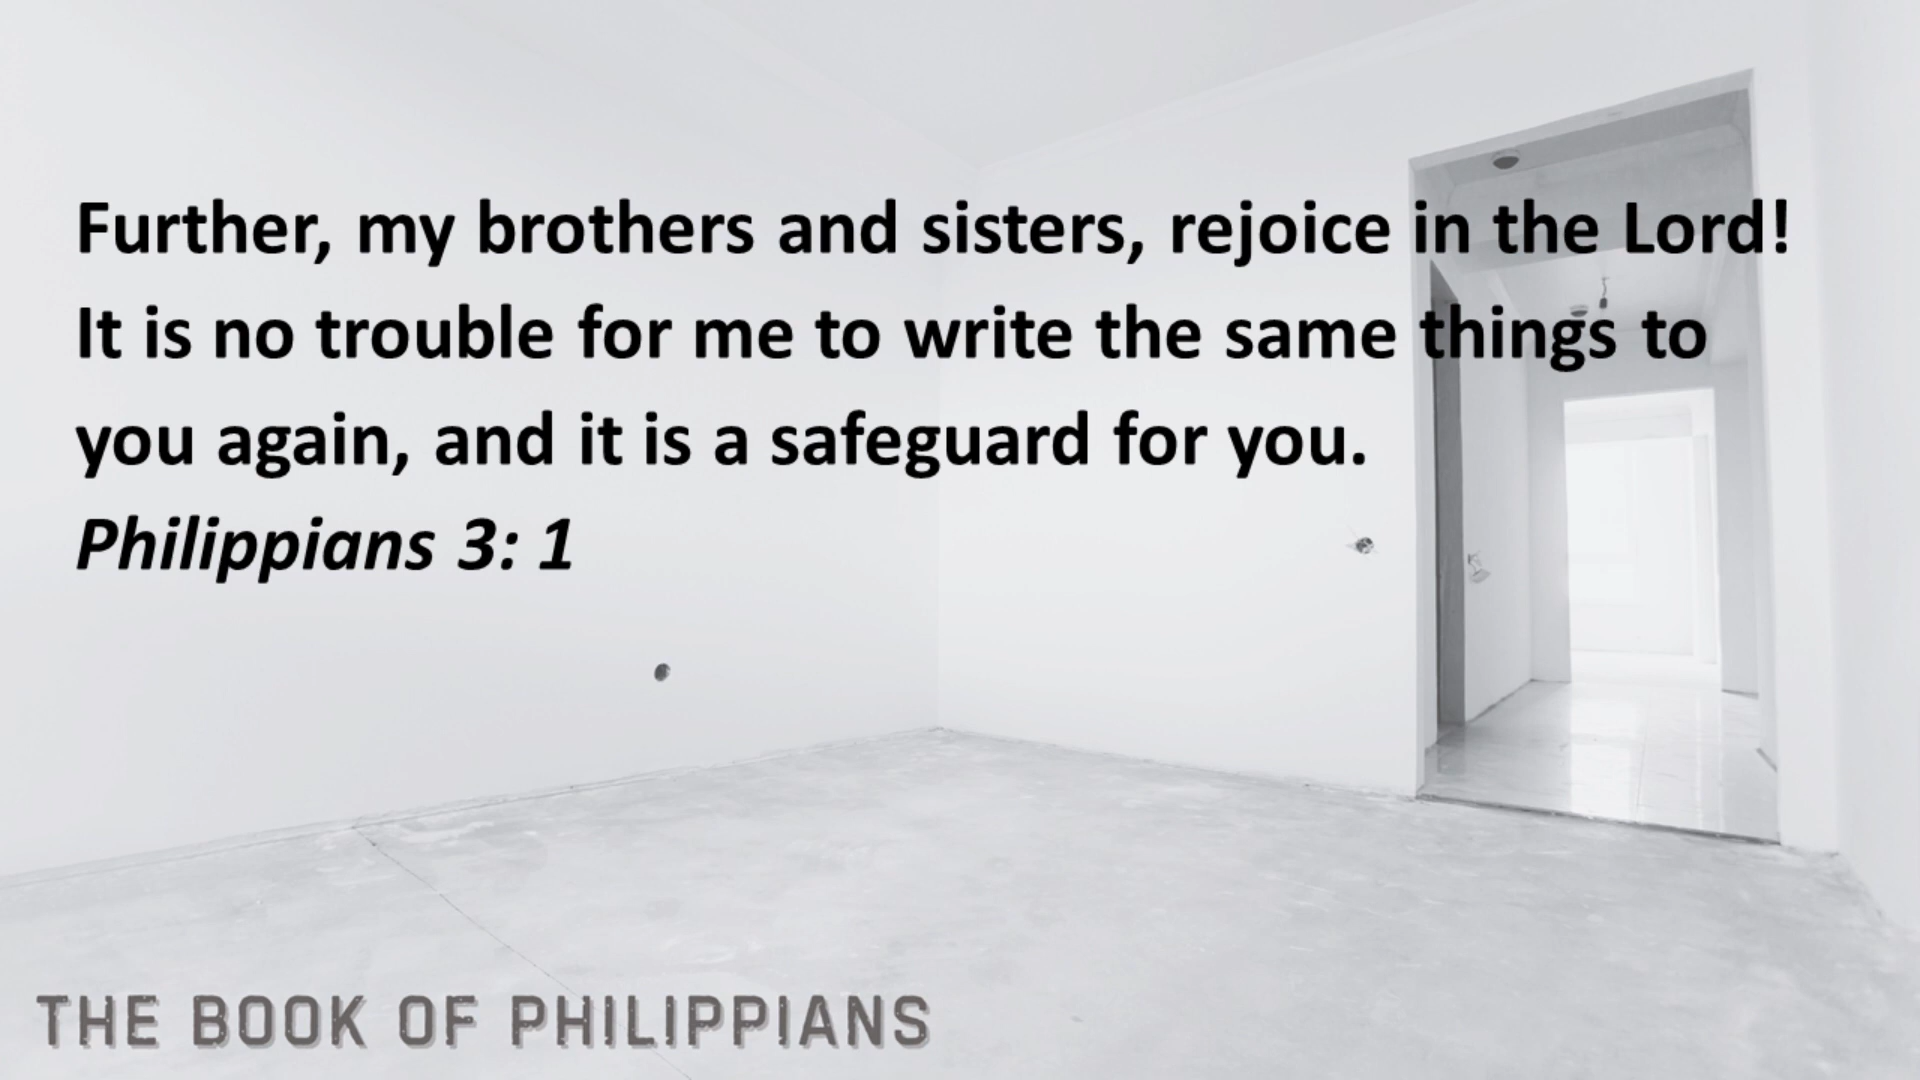 Further, my brothers and sisters, rejoice in the Lord!
It is no trouble for me to write the same things to
you again, and it is a safeguard for you.
Philippians 3: 1
THE BOOK OF PHILIPPIANS